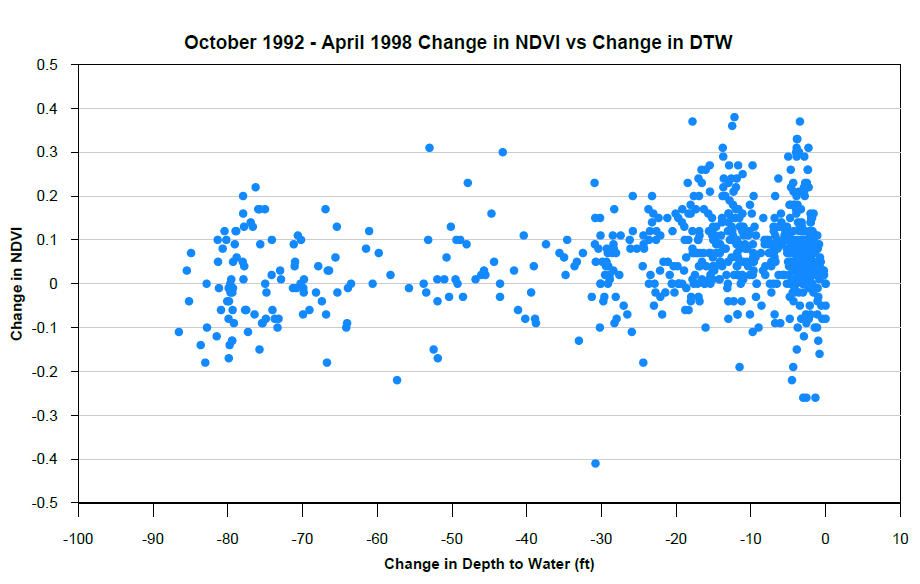 October 1992 - April 1998 Change in NDVI vs Change in DTW
0.5
0.4
0.3
0.2
0.1
0
-0.1
-0.2
-0.3
-0.4
-0.5
Change in NDVI
-100 -90 -80 -70 -60 -50 -40 -30 -20 -10 0 10
Change in Depth to Water (ft)